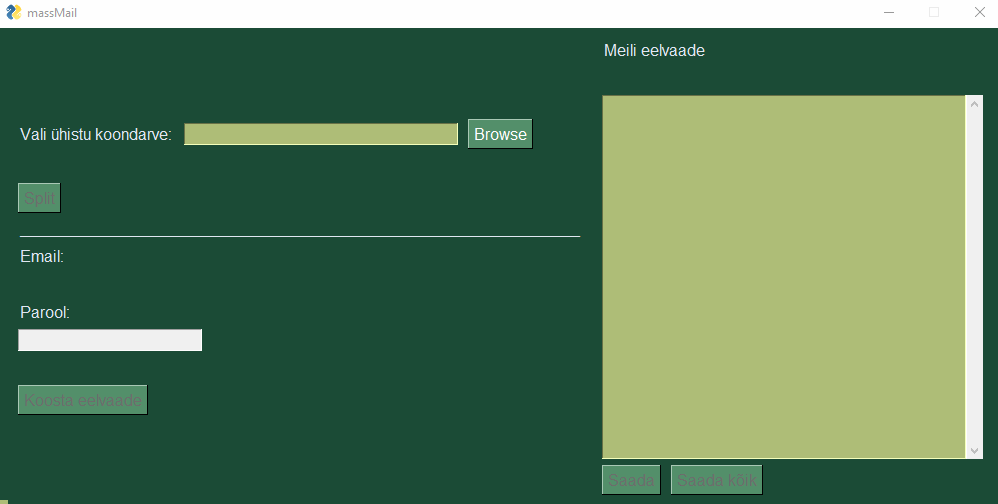 massMail
Meili eelvaade
Vali ühistu koondarve:
Browse
Split
Email:
Parool:
Koosta eelvaade
Saada
Saada kõik